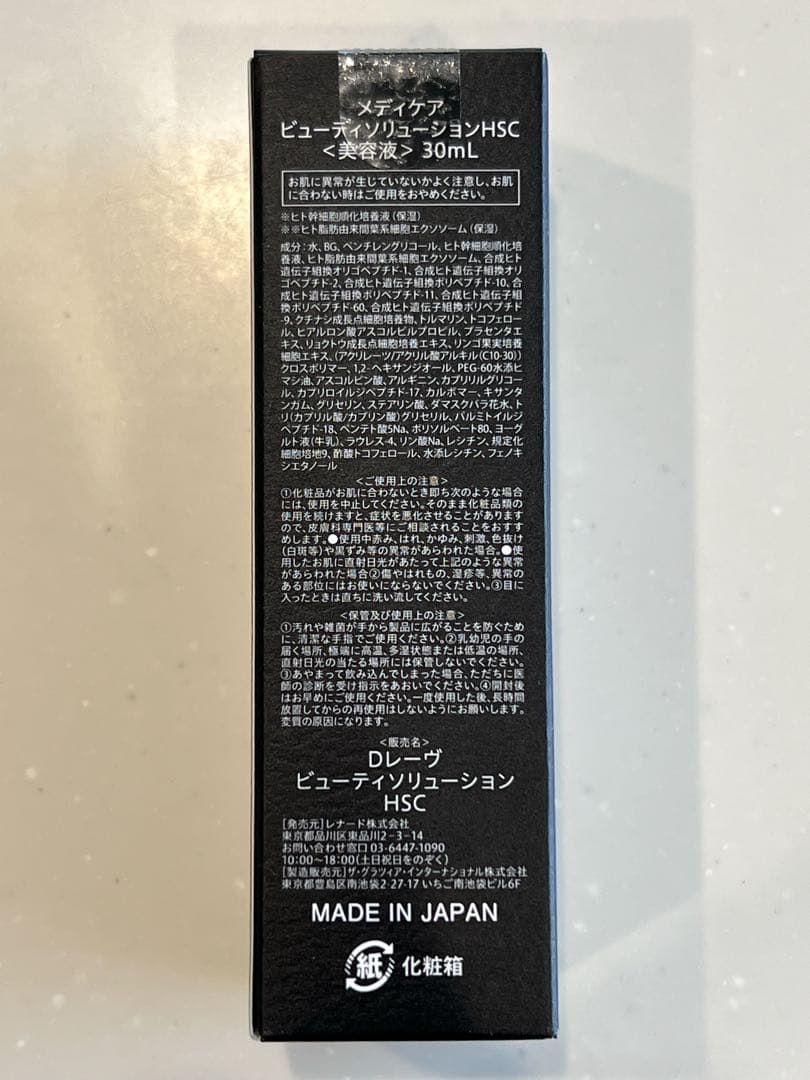 メディケア
ビューティソリューションHSC
＜美容液＞ 30mL
お肌に異常が生じていないかよく注意し、お肌
に合わない時はご使用をおやめください。
※ヒト幹細胞順化培養液（保湿）
※※ヒト脂肪由来間葉系細胞エクソソーム（保湿）
成分：水、BG、ペンチレングリコール、ヒト幹細胞順化培
養液、ヒト脂肪由来間葉系細胞エクソソーム、合成ヒト
遺伝子組換オリゴペプチド-1、合成ヒト遺伝子組換オリ
ゴペプチド-2、合成ヒト遺伝子組換ポリペプチド-10、合成
ヒト遺伝子組換ポリペプチド-11、合成ヒト遺伝子組
換ポリペプチド-60、合成ヒト遺伝子組換ポリペプチド
-9、クチナシ成長点細胞培養物、トルマリン、トコフェロー
ル、ヒアルロン酸アスコルビルプロピル、プラセンタエ
キス、リョクトウ成長点細胞培養エキス、リンゴ果実培養
細胞エキス、（アクリレーツ/アクリル酸アルキル（C10-30））
クロスポリマー、1,2-ヘキサンジオール、PEG-60水添ヒ
マシ油、アスコルビン酸、アルギニン、カプリリルグリコー
ル、カプロイルジペプチド-17、カルボマー、キサンタ
ンガム、グリセリン、ステアリン酸、ダマスクバラ花水、ト
リ（カプリル酸/カプリン酸）グリセリル、パルミトイルジ
ペプチド-18、ペンテト酸5Na、ポリソルベート80、ヨーグ
ルト液（牛乳）、ラウレス-4、リン酸Na、レシチン、規定化
細胞培地9、酢酸トコフェロール、水添レシチン、フェノキ
シエタノール
＜ご使用上の注意＞
①化粧品がお肌に合わないとき即ち次のような場合
には、使用を中止してください。そのまま化粧品類の
使用を続けますと、症状を悪化させることがあります
ので、皮膚科専門医等にご相談されることをおすす
めします。●使用中赤み、はれ、かゆみ、刺激、色抜け
（白斑等）や黒ずみ等の異常があらわれた場合。●使
用したお肌に直射日光があたって上記のような異常
があらわれた場合②傷やはれもの、湿疹等、異常の
ある部位にはお使いにならないでください。③目に
入ったときは直ちに洗い流してください。
＜保管及び使用上の注意＞
①汚れや雑菌が手から製品に広がることを防ぐため
に、清潔な手指でご使用ください。②乳幼児の手の
届く場所、極端に高温、多湿状態または低温の場所、
直射日光の当たる場所には保管しないでください。
③あやまって飲み込んでしまった場合、ただちに医
師の診断を受け指示をあおいでください。④開封後
はお早めにご使用ください。一度使用した後、長時間
放置してからの再使用はしないようにお願いします。
変質の原因になります。
＜販売名＞
Dレーヴ
ビューティソリューション
HSC
［発売元］レナード株式会社
東京都品川区東品川2-3-14
お問い合わせ窓口 03-6447-1090
10:00～18:00（土日祝日をのぞく）
［製造販売元］ザ・グラツィア・インターナショナル株式会社
東京都豊島区南池袋2-27-17 いちご南池袋ビル6F
MADE IN JAPAN
紙 化粧箱